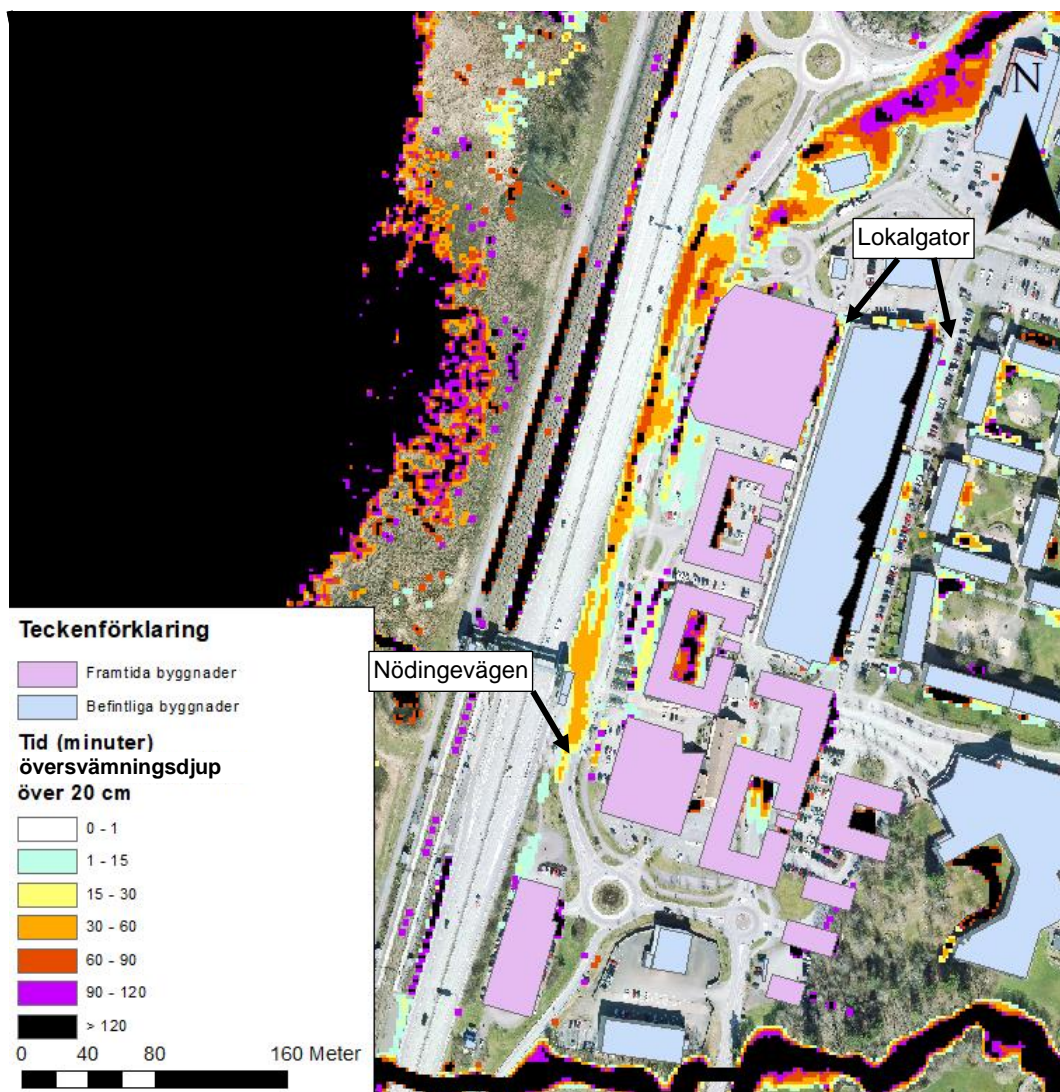 N
Lokalgator
Nödingevägen
Teckenförklaring
Framtida byggnader
Befintliga byggnader
Tid (minuter)
översvämningsdjup
över 20 cm
0 - 1
1 - 15
15 - 30
30 - 60
60 - 90
90 - 120
> 120
0 40 80 160 Meter